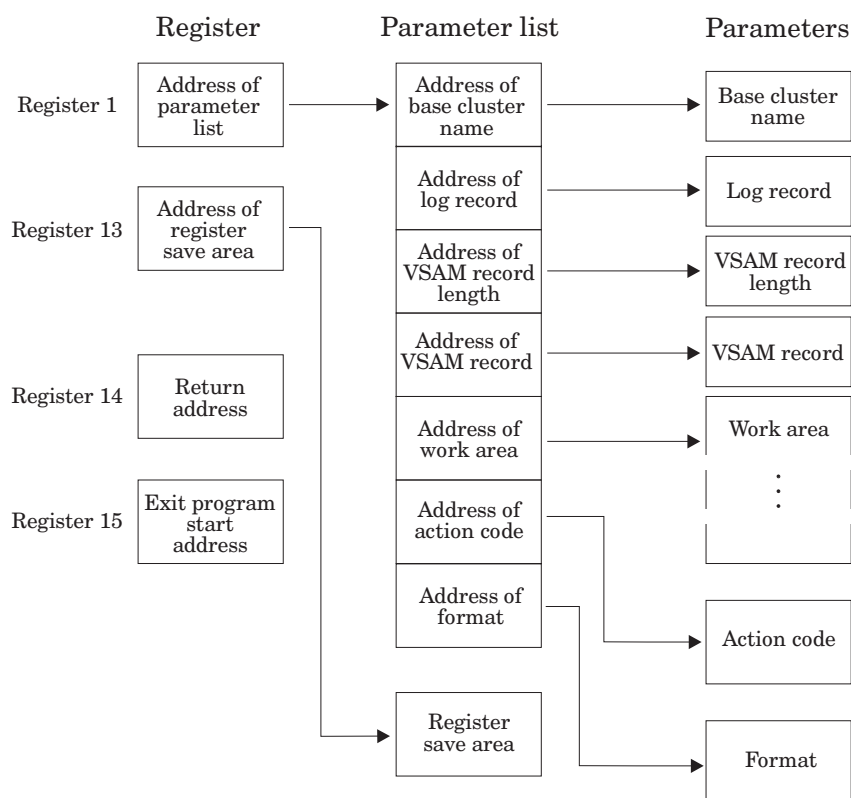 Register
Parameter list
Parameters
Register 1
Address of
parameter
list
Address of
base cluster
name
Base cluster
name
Address of
log record
Log record
Register 13
Address of
register
save area
Address of
VSAM record
length
VSAM record
length
Address of
VSAM record
VSAM record
Register 14
Return
address
Address of
work area
Work area
Register 15
Exit program
start
address
Address of
action code
Address of
format
Action code
Register
save area
Format